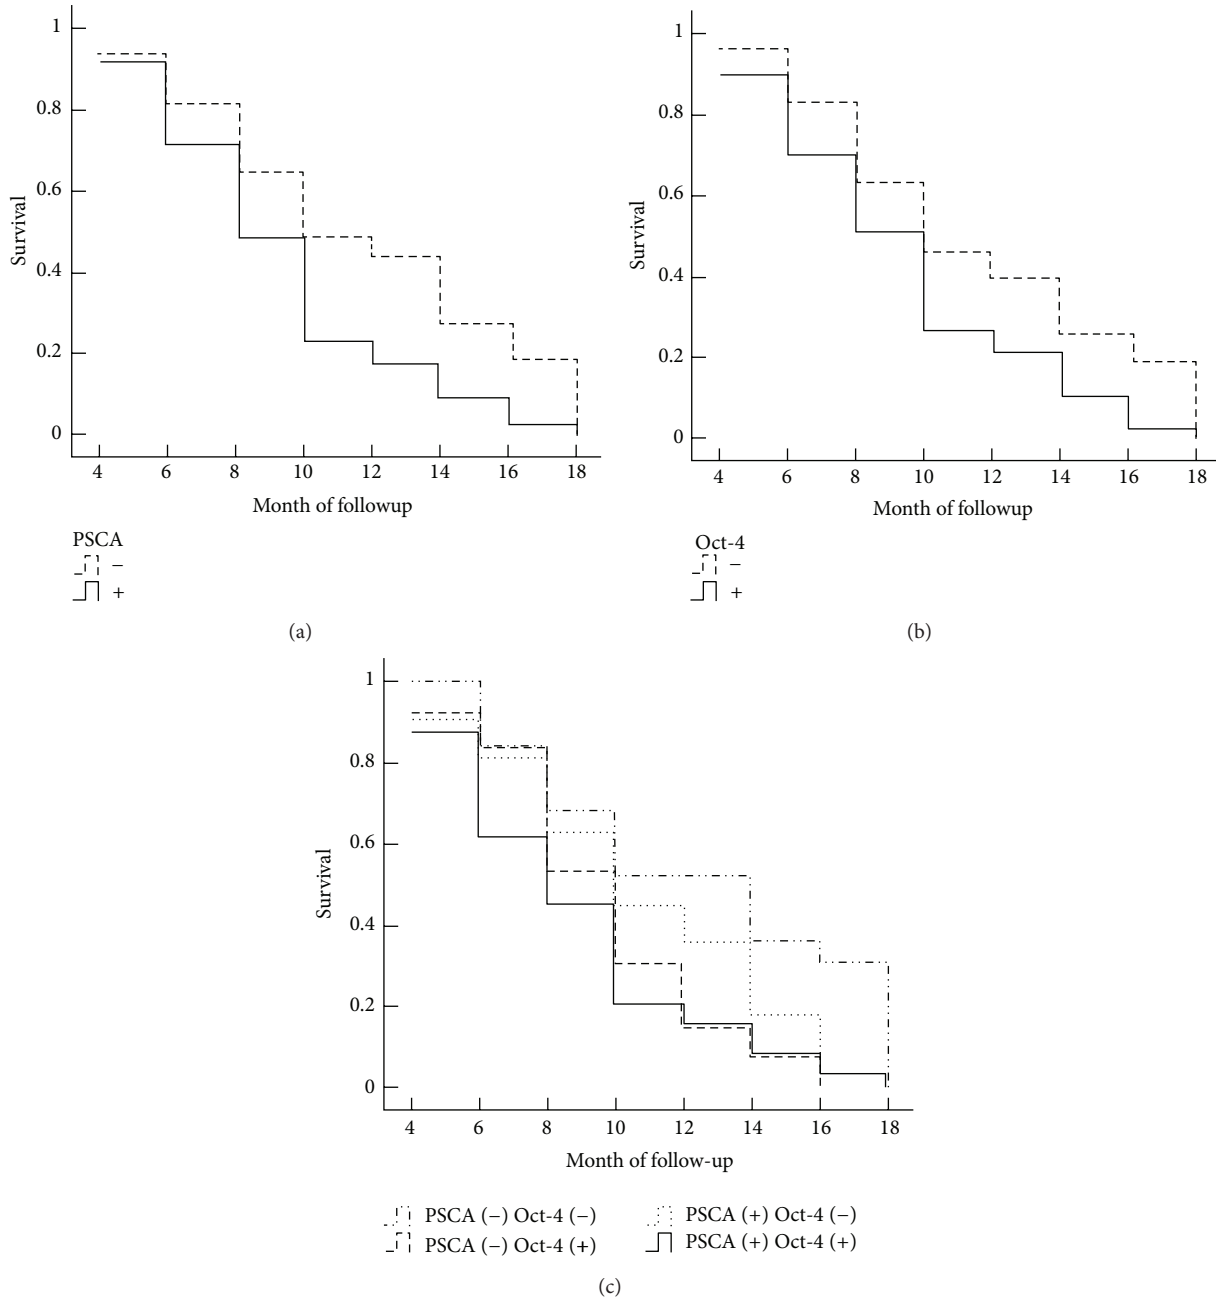 1
0.8
0.6
0.4
0.2
0
Survival
4 6 8 10 12 14 16 18
Month of followup
PSCA
−
+
(a)
1
0.8
0.6
0.4
0.2
0
Survival
4 6 8 10 12 14 16 18
Month of followup
Oct-4
−
+
(b)
1
0.8
0.6
0.4
0.2
0
Survival
4 6 8 10 12 14 16 18
Month of follow-up
PSCA (−) Oct-4 (−)
PSCA (−) Oct-4 (+)
PSCA (+) Oct-4 (−)
PSCA (+) Oct-4 (+)
(c)